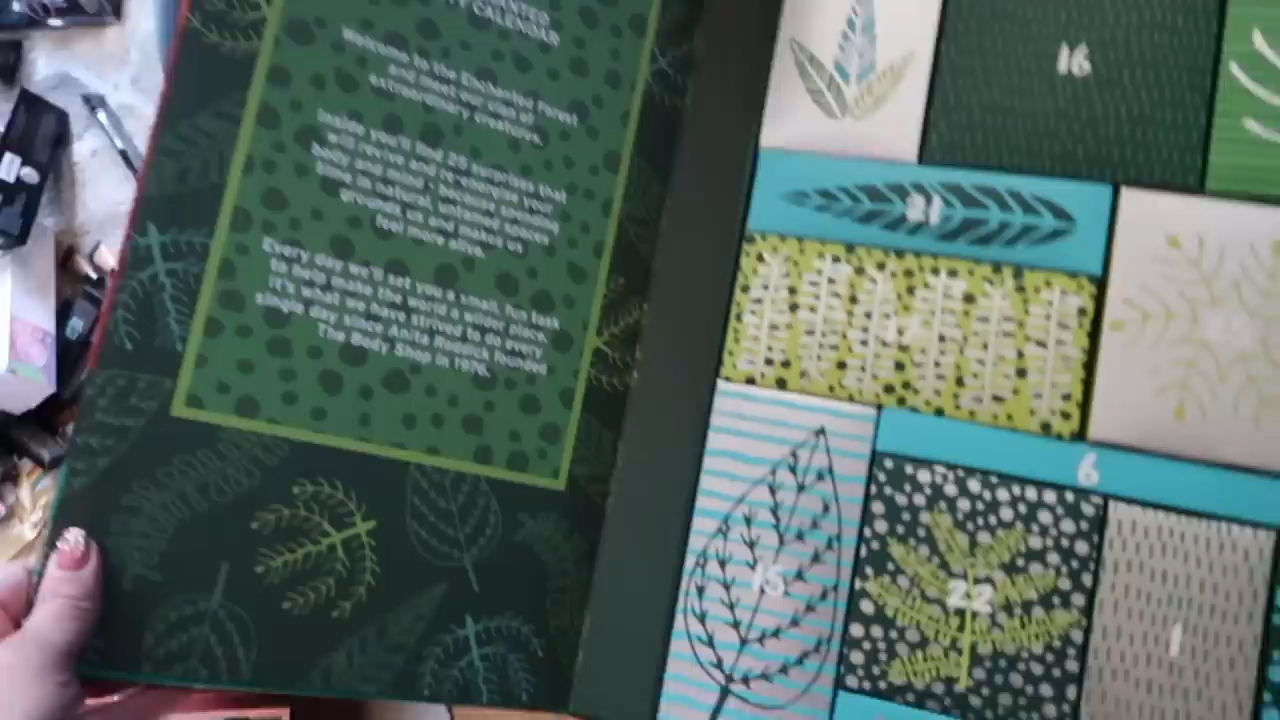 CALENDAR
Welcome to the Enchanted Forest
and meet our clan of
extraordinary creatures.
Inside you'll find 25 surprises that
will revive and re-energise your
body and mind - because spending
time in natural, untamed spaces
grounds us and makes us
feel more alive.
Every day we'll set you a small, fun task
to help make the world a wilder place.
It's what we have strived to do every
single day since Anita Roddick founded
The Body Shop in 1976.
16
21
6
15
22
1